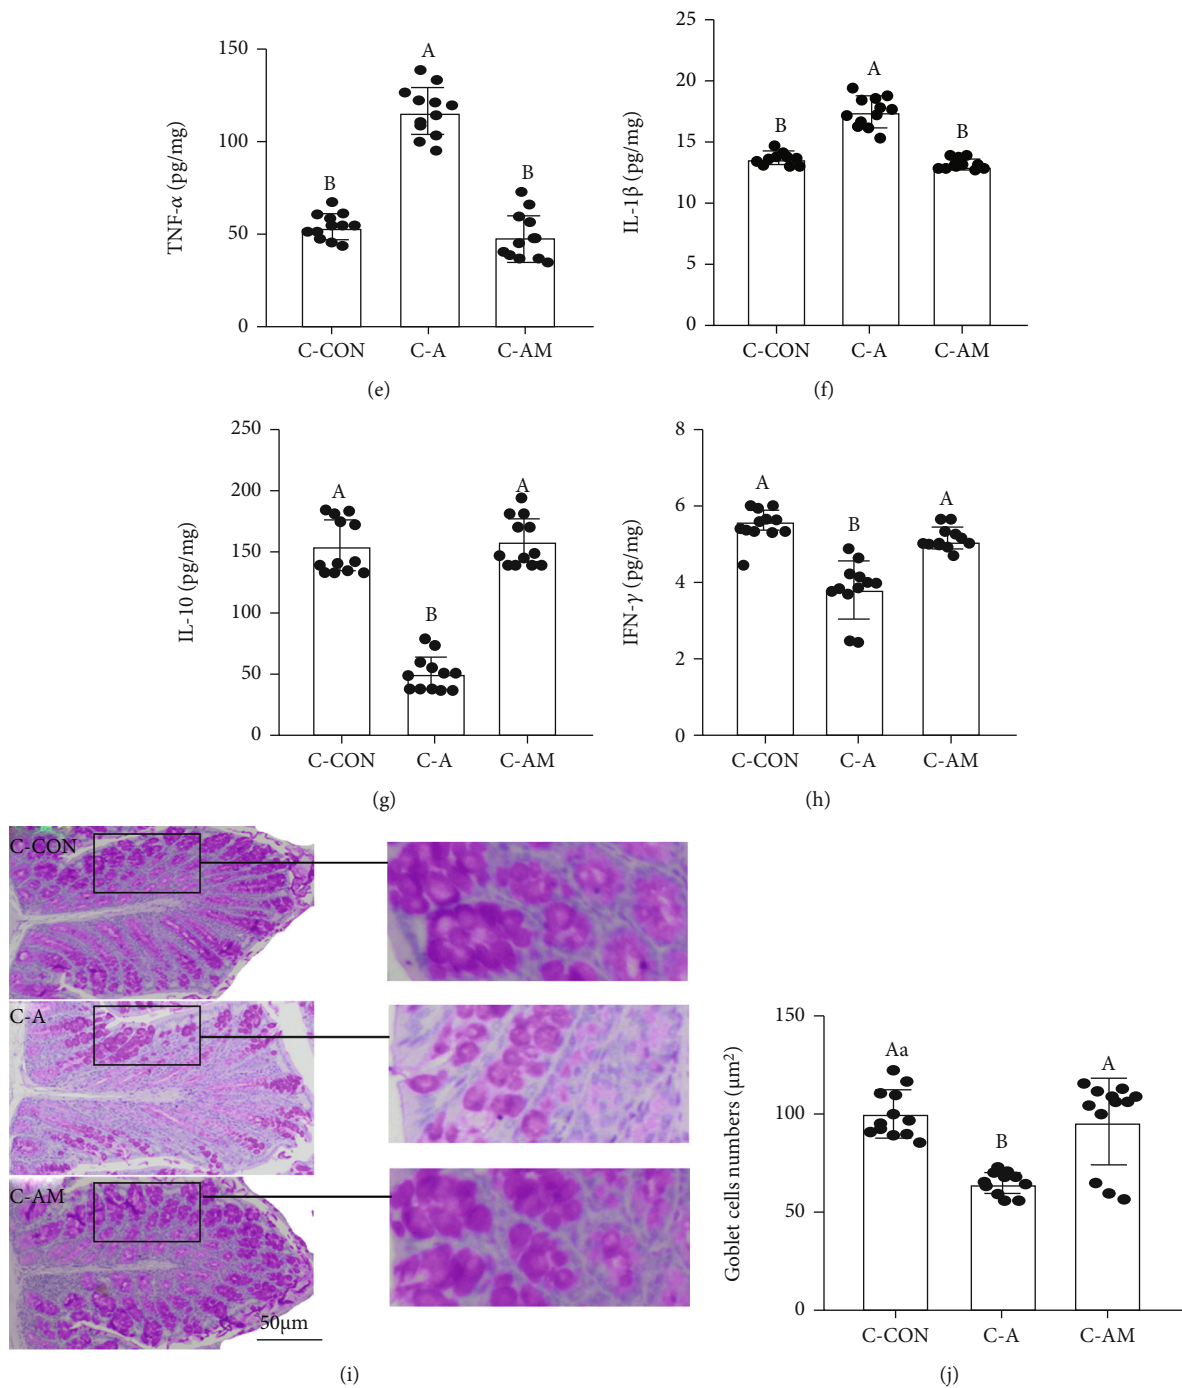 TNF-α (pg/mg)
150
100
50
0
B
A
B
C-CON
C-A
C-AM
(e)
IL-1β (pg/mg)
25
20
15
10
5
0
B
A
B
C-CON
C-A
C-AM
(f)
IL-10 (pg/mg)
250
200
150
100
50
0
A
B
A
C-CON
C-A
C-AM
(g)
IFN-γ (pg/mg)
8
6
4
2
0
A
B
A
C-CON
C-A
C-AM
(h)
C-CON
C-A
C-AM
50μm
(i)
Goblet cells numbers (μm²)
150
100
50
0
Aa
B
A
C-CON
C-A
C-AM
(j)